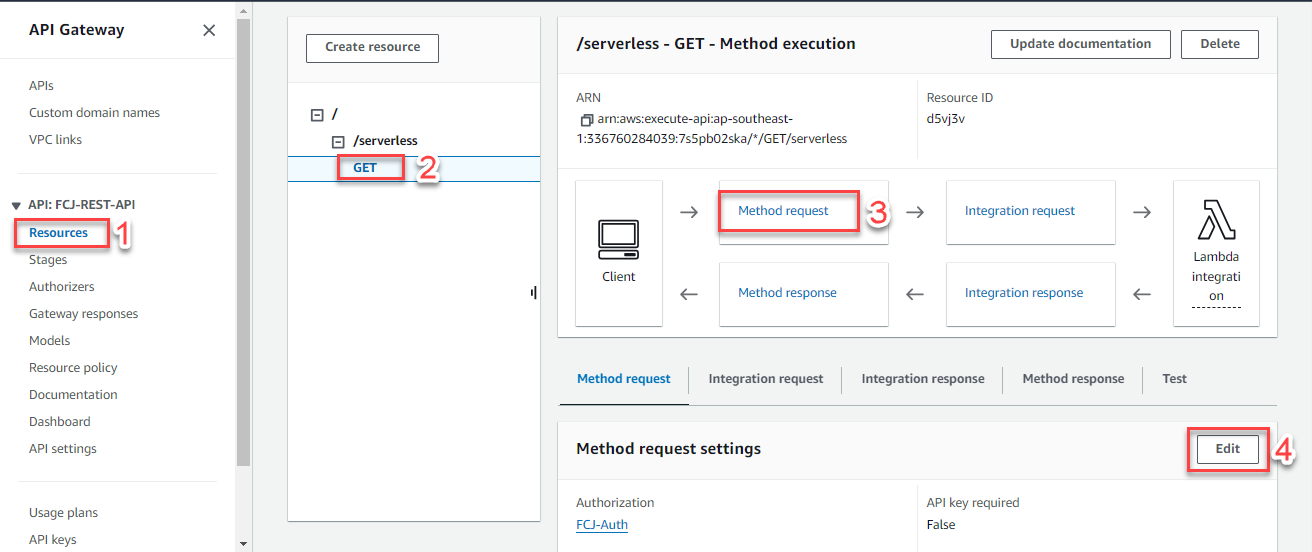 API Gateway
APIs
Custom domain names
VPC links
API: FCJ-REST-API
Resources
1
Stages
Authorizers
Gateway responses
Models
Resource policy
Documentation
Dashboard
API settings
Usage plans
API keys
Create resource
/
/serverless
GET
2
/serverless - GET - Method execution
Update documentation
Delete
ARN
arn:aws:execute-api:ap-southeast-
1:336760284039:7s5pb02ska/*/GET/serverless
Resource ID
d5vj3v
Client
Method request
3
Integration request
Method response
Integration response
Lambda
integrati
on
Method request
Integration request
Integration response
Method response
Test
Method request settings
Edit
4
Authorization
FCJ-Auth
API key required
False